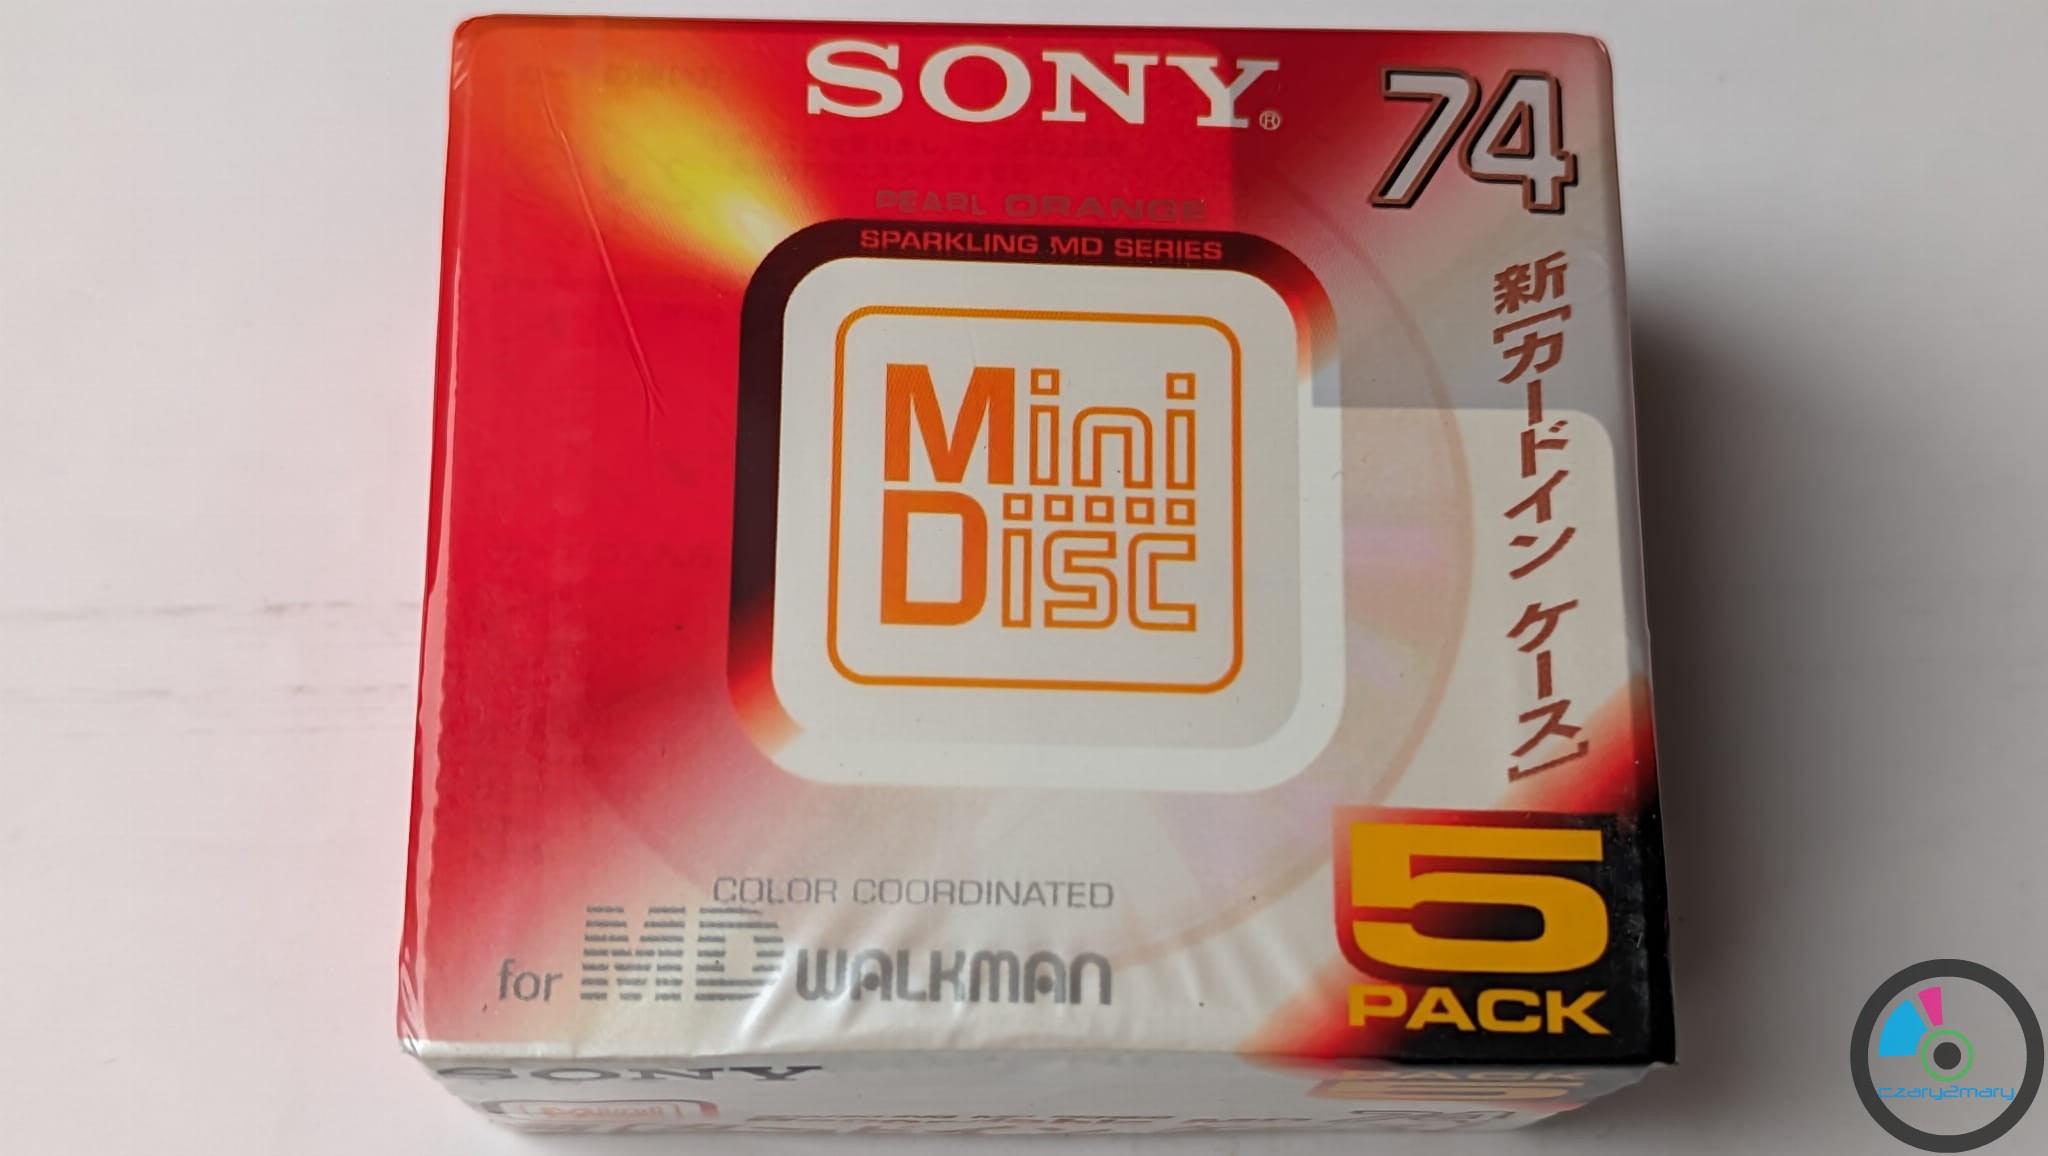 SONY®
74
PEARL ORANGE
SPARKLING MD SERIES
Mini
Disc
新[カードイン ケース]
COLOR COORDINATED
for MD WALKMAN
5
PACK
SONY
czary2mary